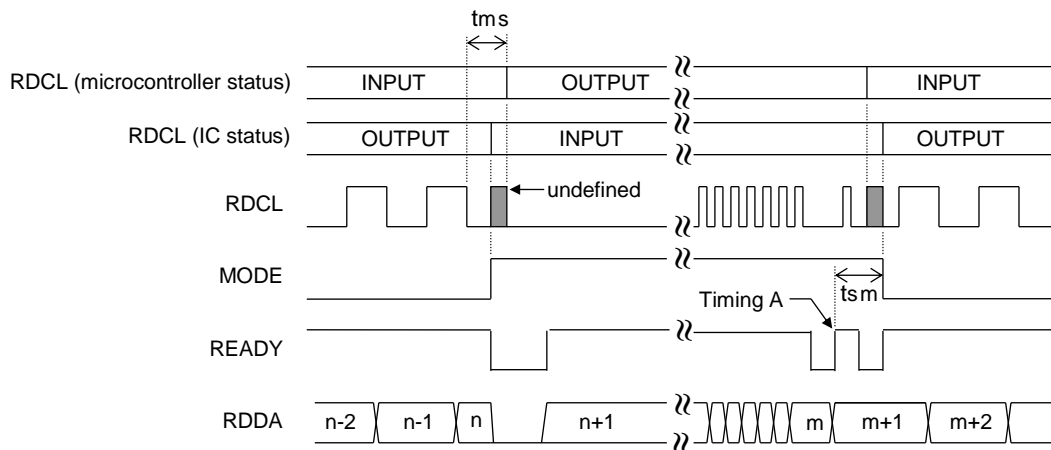 tms
RDCL (microcontroller status) INPUT OUTPUT INPUT
RDCL (IC status) OUTPUT INPUT OUTPUT
RDCL undefined
MODE
Timing A tsm
READY
RDDA n-2 n-1 n n+1 m m+1 m+2